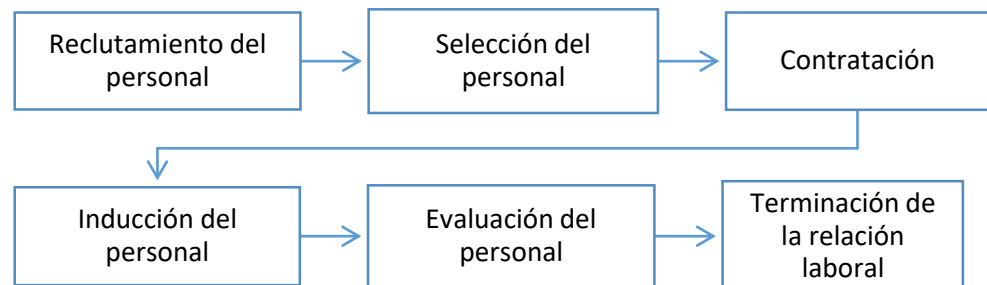 Reclutamiento del
personal
Selección del
personal
Contratación
Inducción del
personal
Evaluación del
personal
Terminación de
la relación
laboral